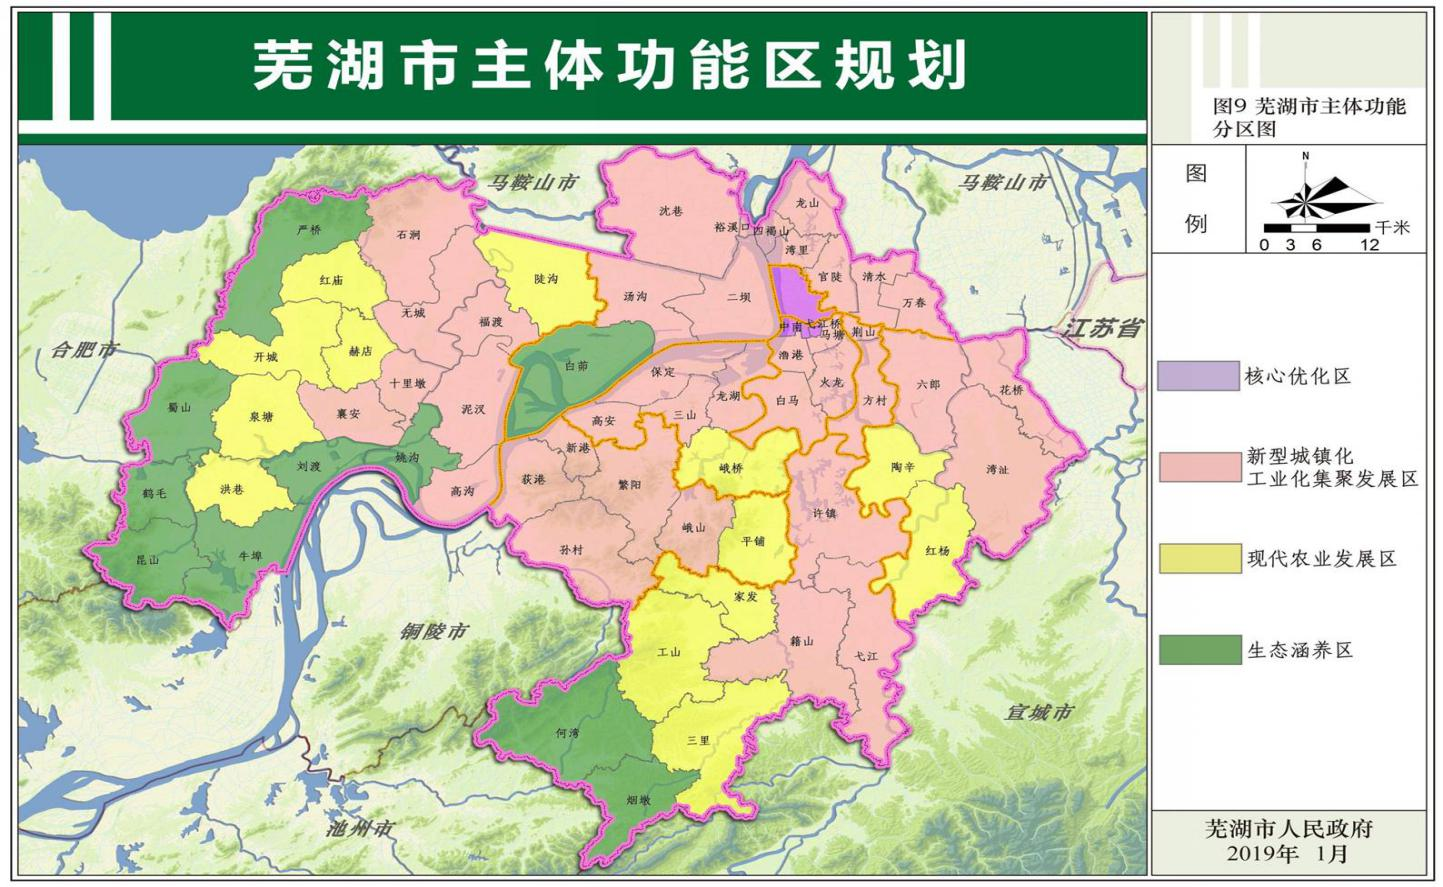 芜湖市主体功能区规划
图9 芜湖市主体功能
分区图
图
例
N
千米
0 3 6 12
核心优化区
新型城镇化
工业化集聚发展区
现代农业发展区
生态涵养区
芜湖市人民政府
2019年 1月
马鞍山市
马鞍山市
合肥市
江苏省
铜陵市
宣城市
池州市
严桥
石涧
沈巷
裕溪口
四褐山
龙山
湾里
红庙
陡沟
汤沟
二坝
官陡
清水
万春
无城
福渡
中南
弋江桥
马塘
荆山
开城
赫店
白茆
保定
澛港
十里墩
火龙
六郎
花桥
蜀山
泉塘
襄安
泥汊
高安
三山
龙湖
白马
方村
刘渡
姚沟
新港
峨桥
陶辛
湾沚
鹤毛
洪巷
高沟
荻港
繁阳
许镇
昆山
牛埠
孙村
峨山
平铺
红杨
家发
工山
籍山
弋江
何湾
三里
烟墩